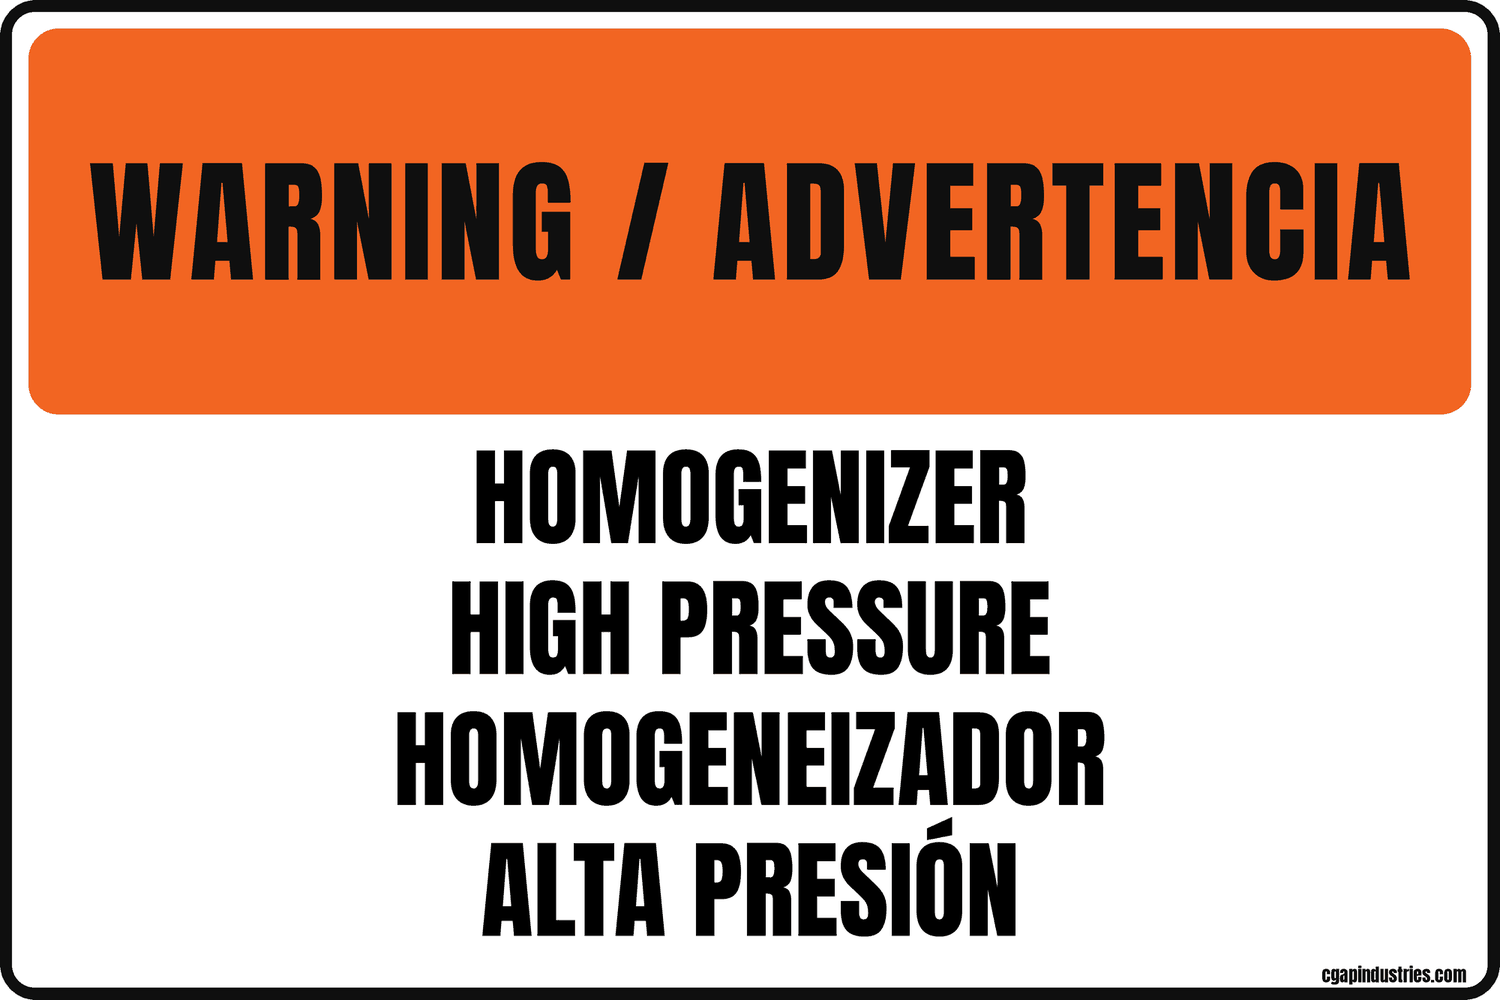 WARNING / ADVERTENCIA
HOMOGENIZER
HIGH PRESSURE
HOMOGENEIZADOR
ALTA PRESIÓN
cgapindustries.com